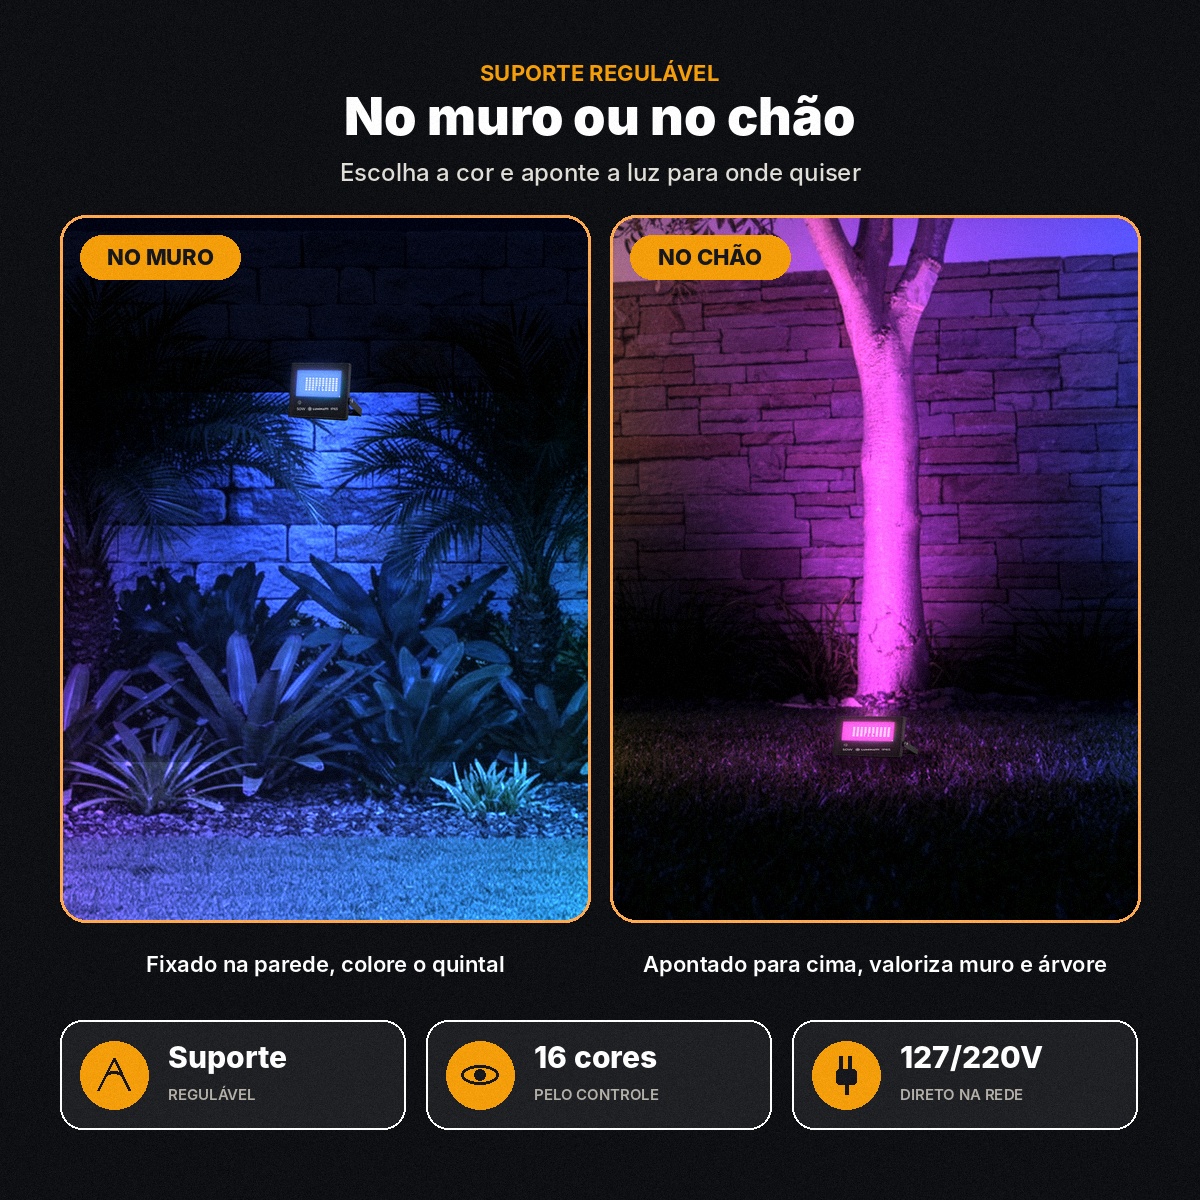 SUPORTE REGULÁVEL
No muro ou no chão
Escolha a cor e aponte a luz para onde quiser
NO MURO
NO CHÃO
Fixado na parede, colore o quintal
Apontado para cima, valoriza muro e árvore
Suporte
REGULÁVEL
16 cores
PELO CONTROLE
127/220V
DIRETO NA REDE